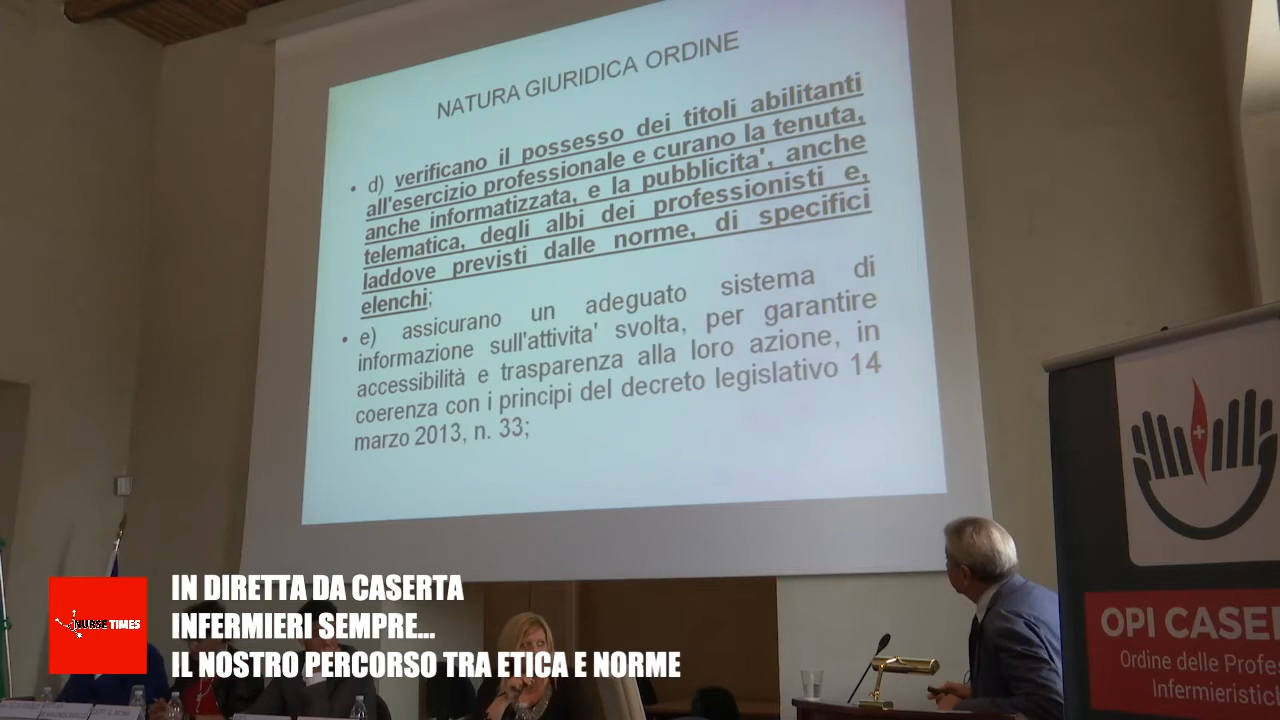 NATURA GIURIDICA ORDINE
• d) verificano il possesso dei titoli abilitanti
all'esercizio professionale e curano la tenuta,
anche informatizzata, e la pubblicita', anche
telematica, degli albi dei professionisti e,
laddove previsti dalle norme, di specifici
elenchi;
• e) assicurano un adeguato sistema di
informazione sull'attivita' svolta, per garantire
accessibilità e trasparenza alla loro azione, in
coerenza con i principi del decreto legislativo 14
marzo 2013, n. 33;
OPI CASE
Ordine delle Profe
Infermieristic
NURSE TIMES
IN DIRETTA DA CASERTA
INFERMIERI SEMPRE...
IL NOSTRO PERCORSO TRA ETICA E NORME